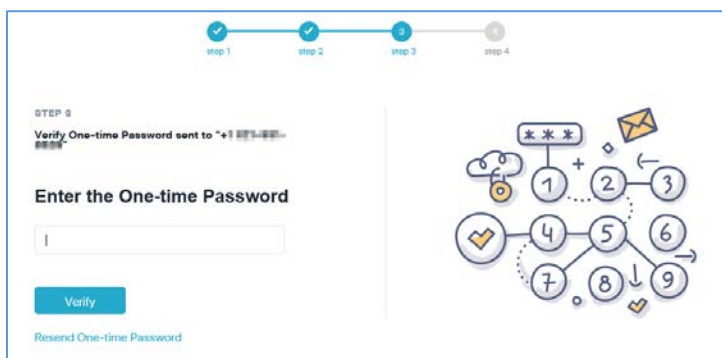 3
step 1
step 2
step 3
step 4
STEP 3
Verify One-time Password sent to "+1
Enter the One-time Password
Verify
Resend One-time Password
* * *
1 + 2 3
4 5 6
7 8 9